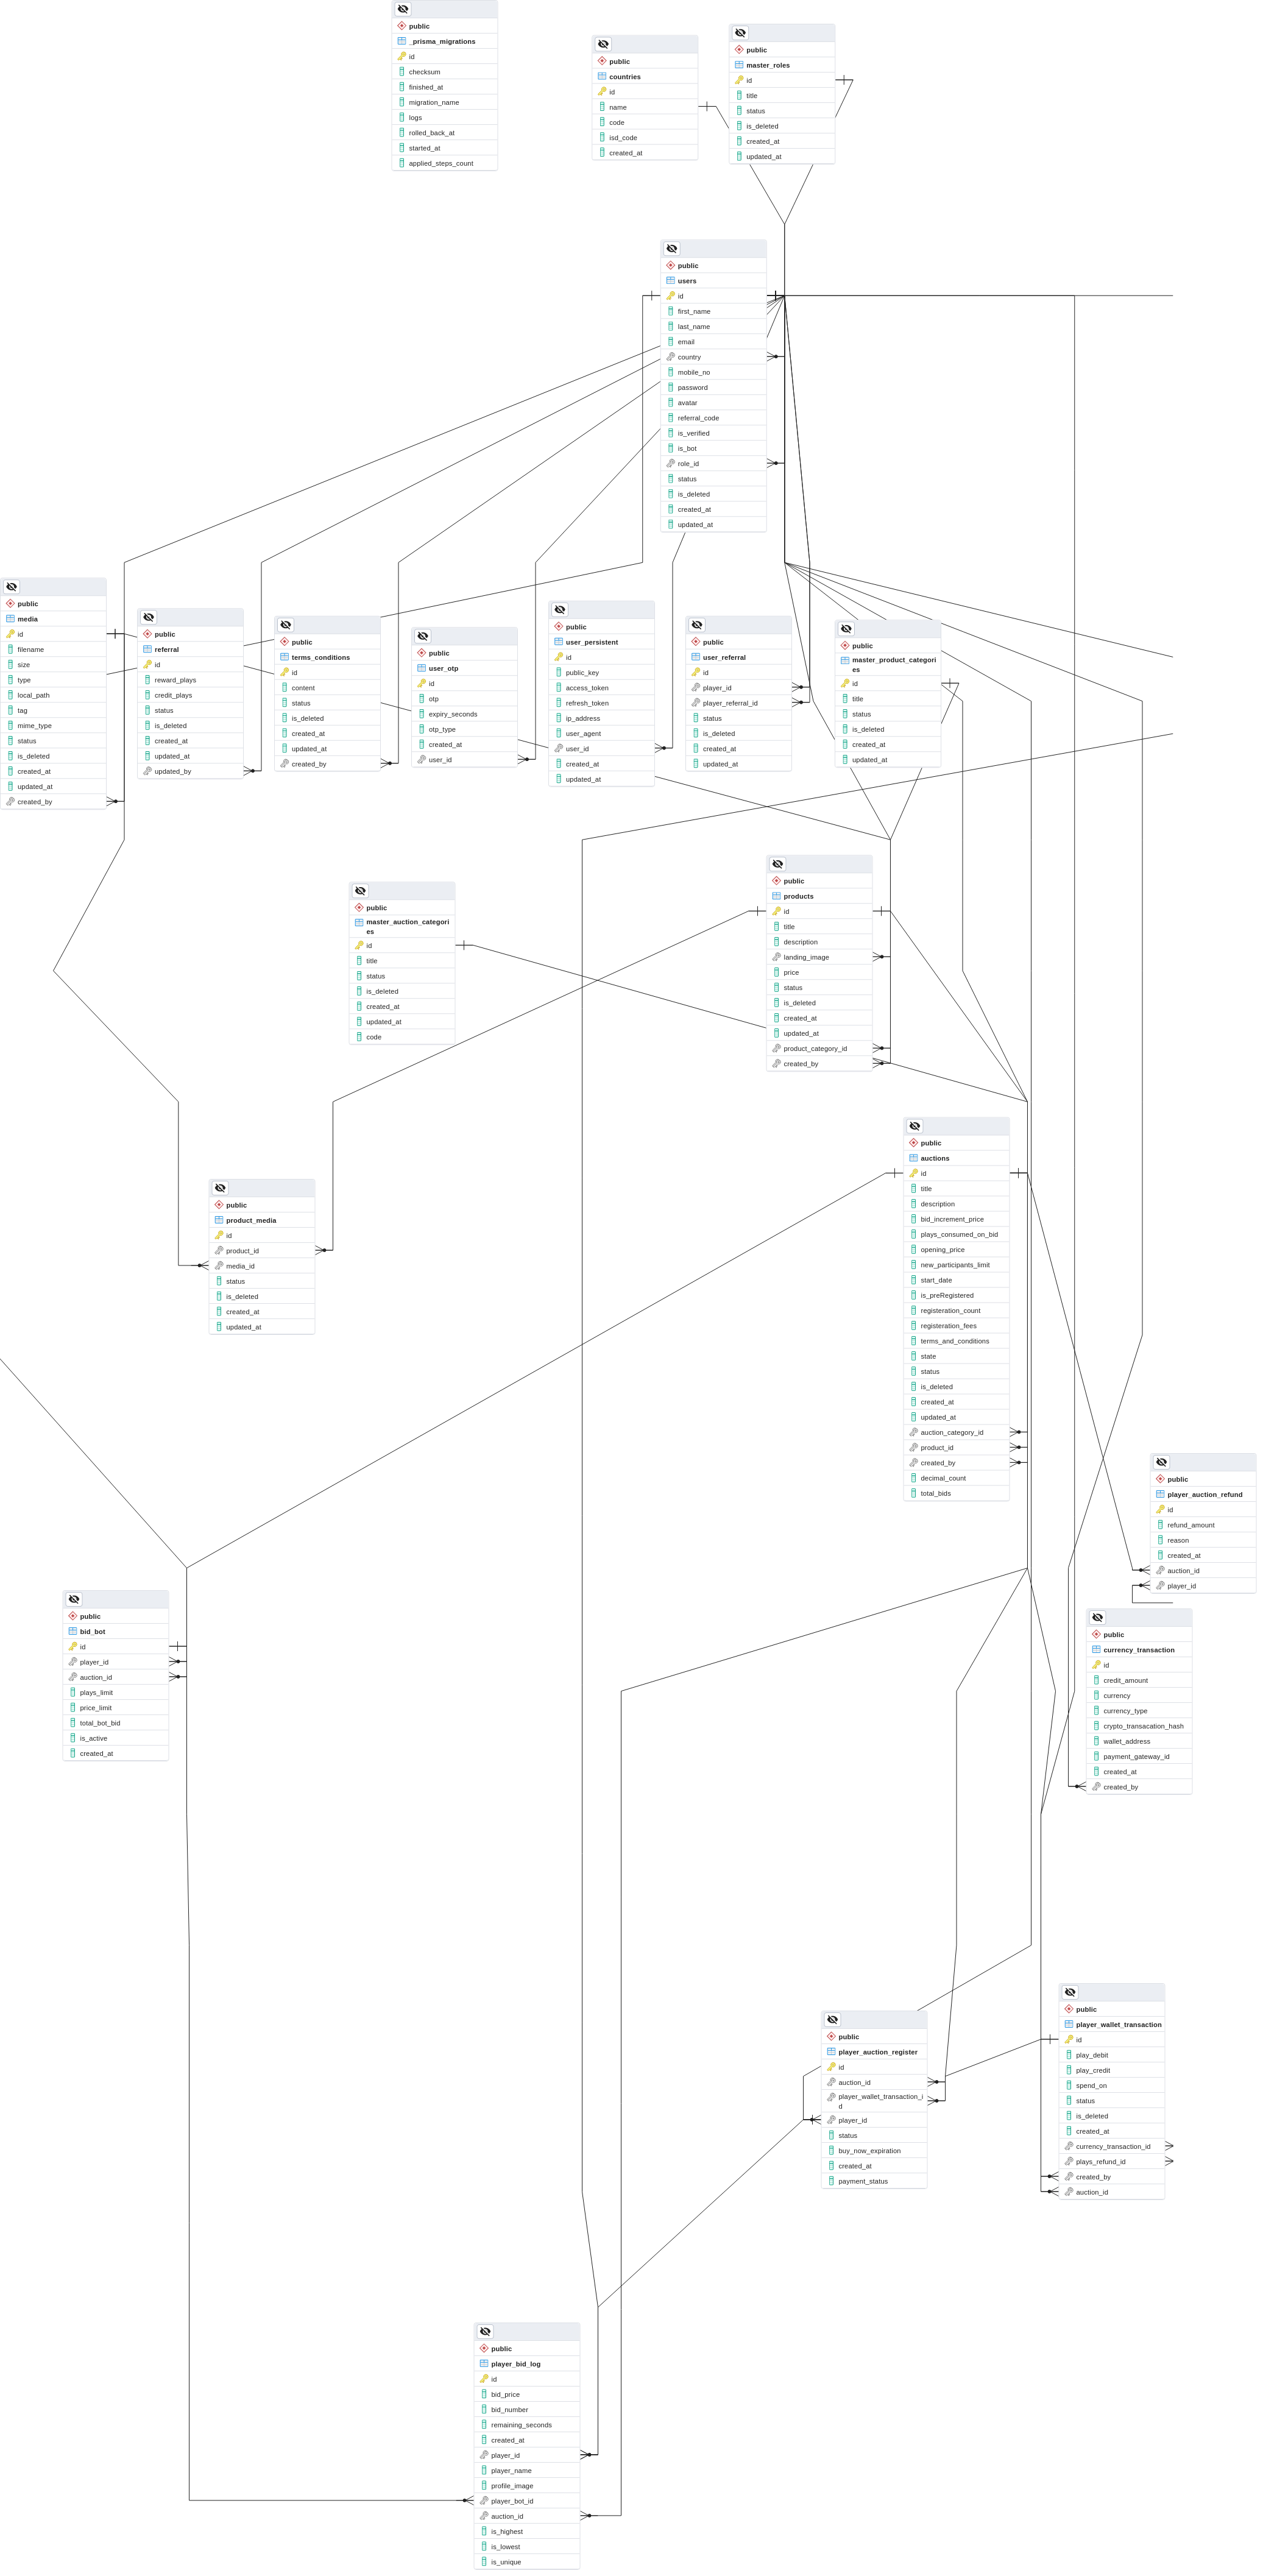 public
_prisma_migrations
id
checksum
finished_at
migration_name
logs
rolled_back_at
started_at
applied_steps_count
public
countries
id
name
code
isd_code
created_at
public
master_roles
id
title
status
is_deleted
created_at
updated_at
public
users
id
first_name
last_name
email
country
mobile_no
password
avatar
referral_code
is_verified
is_bot
role_id
status
is_deleted
created_at
updated_at
public
media
id
filename
size
type
local_path
tag
mime_type
status
is_deleted
created_at
updated_at
created_by
public
referral
id
reward_plays
credit_plays
status
is_deleted
created_at
updated_at
updated_by
public
terms_conditions
id
content
status
is_deleted
created_at
updated_at
created_by
public
user_otp
id
otp
expiry_seconds
otp_type
created_at
user_id
public
user_persistent
id
public_key
access_token
refresh_token
ip_address
user_agent
user_id
created_at
updated_at
public
user_referral
id
player_id
player_referral_id
status
is_deleted
created_at
updated_at
public
master_product_categori
es
id
title
status
is_deleted
created_at
updated_at
public
master_auction_categori
es
id
title
status
is_deleted
created_at
updated_at
code
public
products
id
title
description
landing_image
price
status
is_deleted
created_at
updated_at
product_category_id
created_by
public
product_media
id
product_id
media_id
status
is_deleted
created_at
updated_at
public
auctions
id
title
description
bid_increment_price
plays_consumed_on_bid
opening_price
new_participants_limit
start_date
is_preRegistered
registeration_count
registeration_fees
terms_and_conditions
state
status
is_deleted
created_at
updated_at
auction_category_id
product_id
created_by
decimal_count
total_bids
public
player_auction_refund
id
refund_amount
reason
created_at
auction_id
player_id
public
bid_bot
id
player_id
auction_id
plays_limit
price_limit
total_bot_bid
is_active
created_at
public
currency_transaction
id
credit_amount
currency
currency_type
crypto_transacation_hash
wallet_address
payment_gateway_id
created_at
created_by
public
player_auction_register
id
auction_id
player_wallet_transaction_i
d
player_id
status
buy_now_expiration
created_at
payment_status
public
player_wallet_transaction
id
play_debit
play_credit
spend_on
status
is_deleted
created_at
currency_transaction_id
plays_refund_id
created_by
auction_id
public
player_bid_log
id
bid_price
bid_number
remaining_seconds
created_at
player_id
player_name
profile_image
player_bot_id
auction_id
is_highest
is_lowest
is_unique